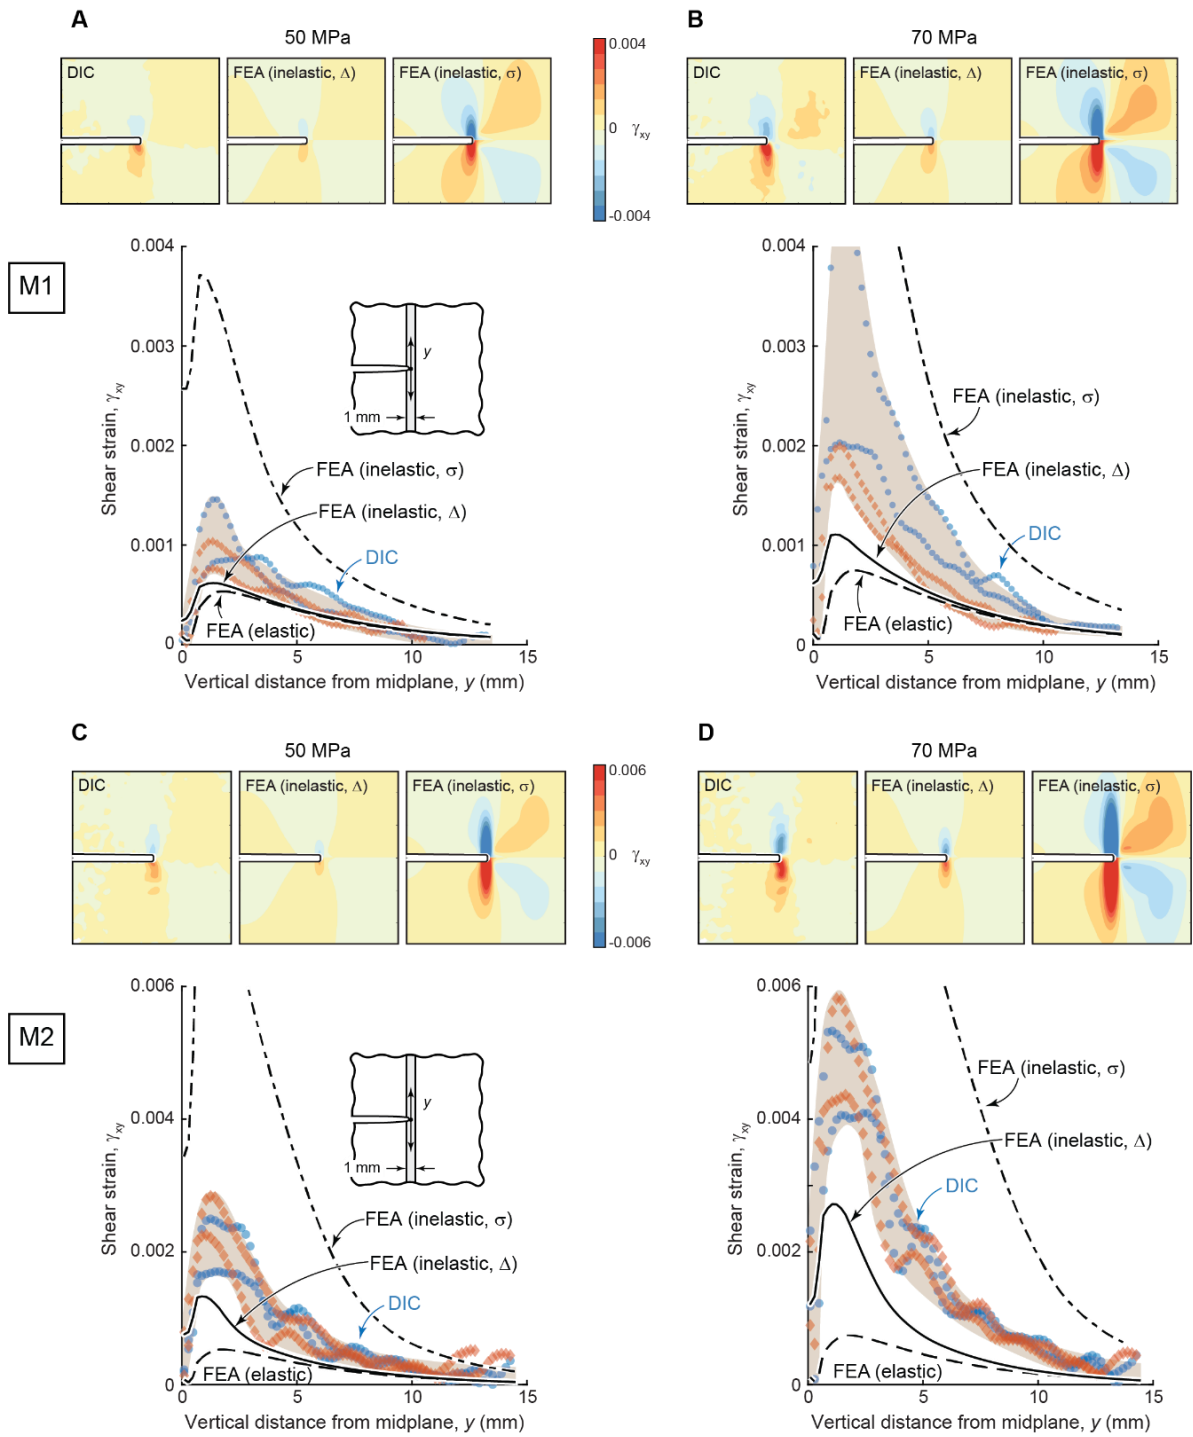 A
50 MPa
DIC
FEA (inelastic, Δ)
FEA (inelastic, σ)
0.004
0
γxy
-0.004
B
70 MPa
DIC
FEA (inelastic, Δ)
FEA (inelastic, σ)
M1
0.004
0.003
0.002
0.001
0
Shear strain, γxy
y
1 mm
FEA (inelastic, σ)
FEA (inelastic, Δ)
DIC
FEA (elastic)
0
5
10
15
Vertical distance from midplane, y (mm)
0.004
0.003
0.002
0.001
0
Shear strain, γxy
FEA (inelastic, σ)
FEA (inelastic, Δ)
DIC
FEA (elastic)
0
5
10
15
Vertical distance from midplane, y (mm)
C
50 MPa
DIC
FEA (inelastic, Δ)
FEA (inelastic, σ)
0.006
0
γxy
-0.006
D
70 MPa
DIC
FEA (inelastic, Δ)
FEA (inelastic, σ)
M2
0.006
0.004
0.002
0
Shear strain, γxy
y
1 mm
FEA (inelastic, σ)
FEA (inelastic, Δ)
DIC
FEA (elastic)
0
5
10
15
Vertical distance from midplane, y (mm)
0.006
0.004
0.002
0
Shear strain, γxy
FEA (inelastic, σ)
FEA (inelastic, Δ)
DIC
FEA (elastic)
0
5
10
15
Vertical distance from midplane, y (mm)